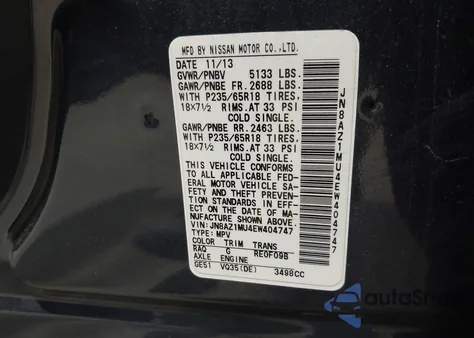 MFD BY NISSAN MOTOR CO.,LTD.
DATE 11/13
GVWR/PNBV 5133 LBS.
GAWR/PNBE FR. 2688 LBS.
WITH P235/65R18 TIRES,
18X7½ RIMS.AT 33 PSI
COLD SINGLE.
GAWR/PNBE RR. 2463 LBS.
WITH P235/65R18 TIRES,
18X7½ RIMS.AT 33 PSI
COLD SINGLE.
THIS VEHICLE CONFORMS
TO ALL APPLICABLE FED-
ERAL MOTOR VEHICLE SA-
FETY AND THEFT PREVENTION
STANDARDS IN EFFECT
ON THE DATE OF MA-
NUFACTURE SHOWN ABOVE.
VIN: JN8AZ1MU4EW404747
TYPE: MPV
COLOR TRIM TRANS
RAQ G RE0F09B
AXLE ENGINE
GE51 VQ35(DE) 3498CC
JN8AZ1MU4EW404747
autoSna